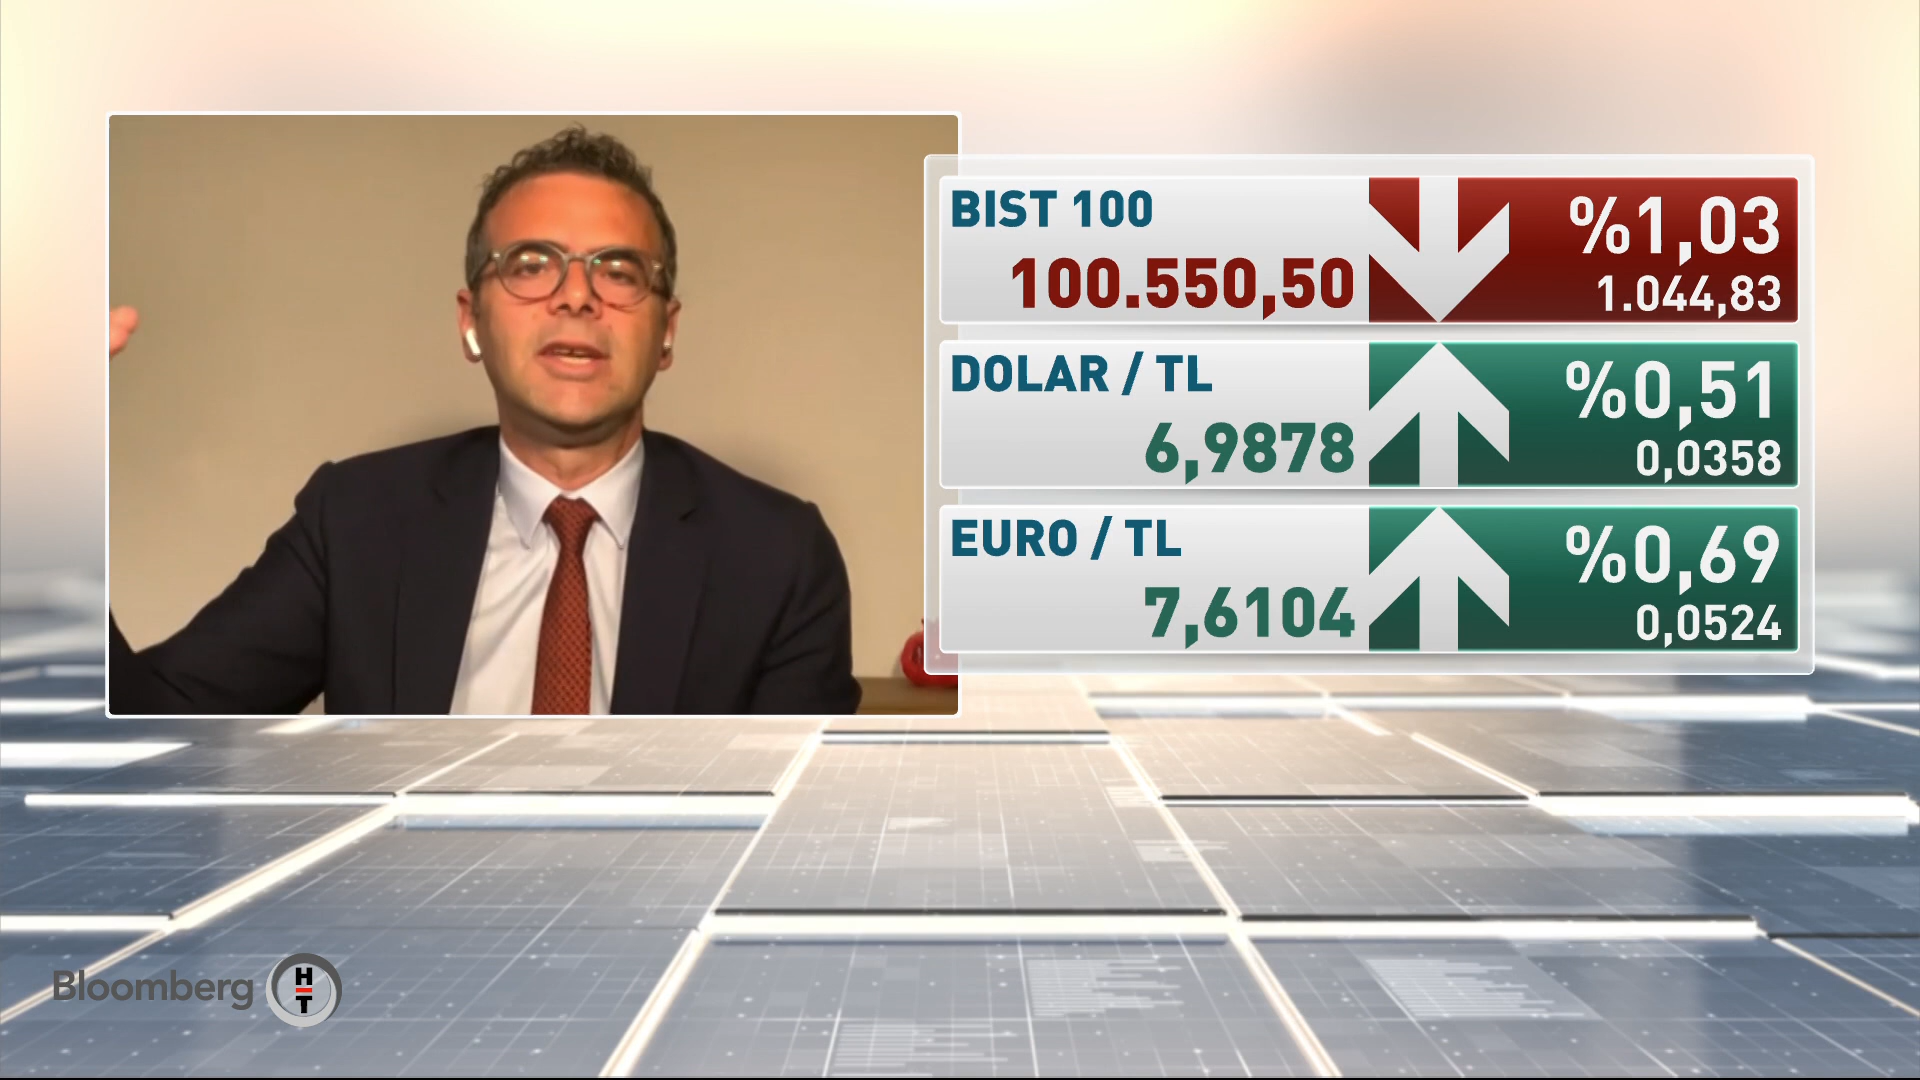 BIST 100
100.550,50
%1,03
1.044,83
DOLAR / TL
6,9878
%0,51
0,0358
EURO / TL
7,6104
%0,69
0,0524
Bloomberg HT